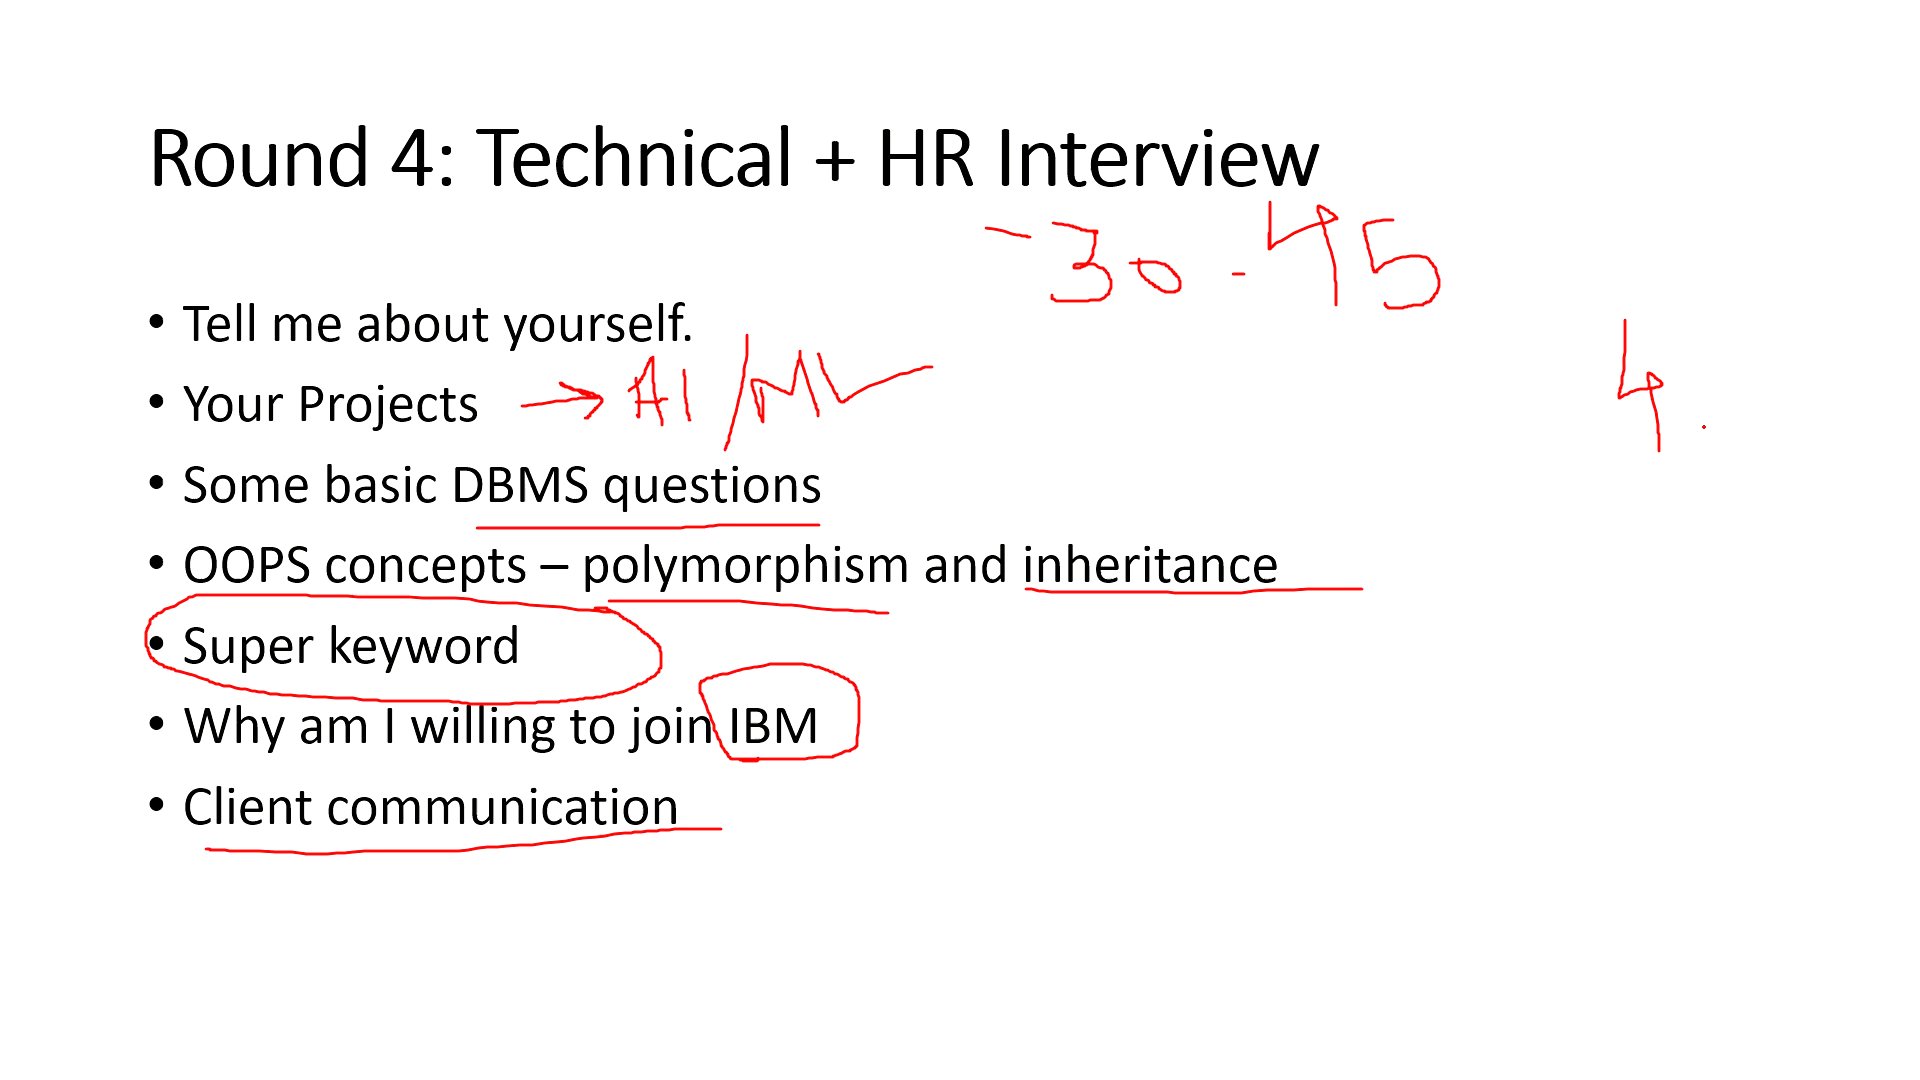 Round 4: Technical + HR Interview
- 30 - 45
• Tell me about yourself.
• Your Projects → AI/ML
4.
• Some basic DBMS questions
• OOPS concepts – polymorphism and inheritance
• Super keyword
• Why am I willing to join IBM
• Client communication